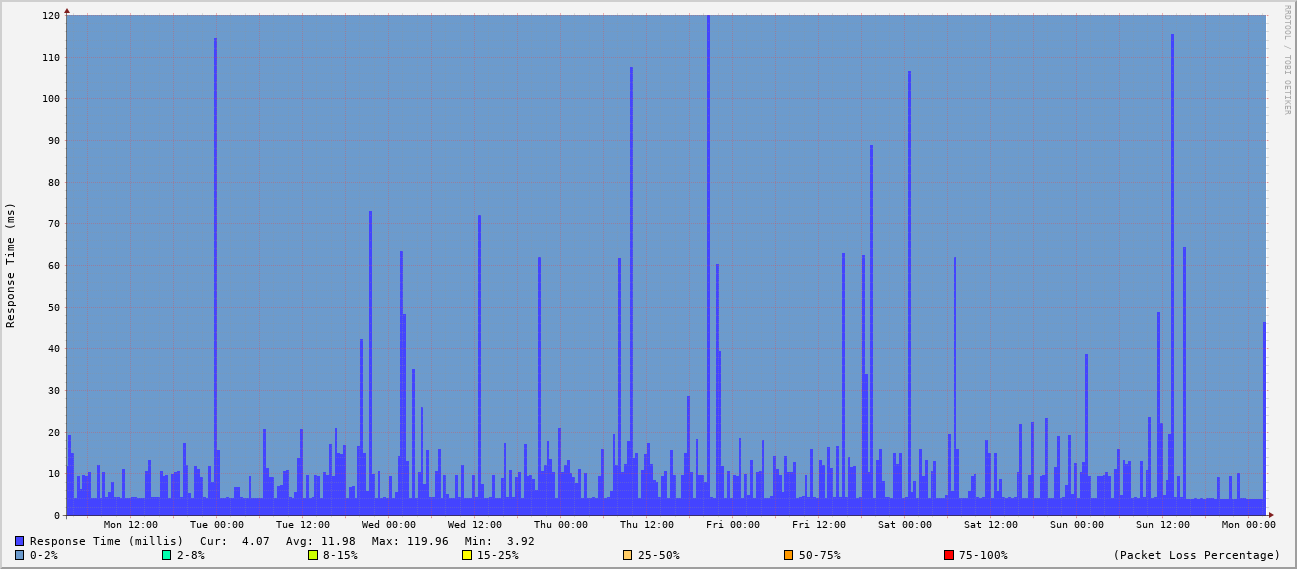 RRDTOOL / TOBI OETIKER
Response Time (ms)
120
110
100
90
80
70
60
50
40
30
20
10
0
Mon 12:00 Tue 00:00 Tue 12:00 Wed 00:00 Wed 12:00 Thu 00:00 Thu 12:00 Fri 00:00 Fri 12:00 Sat 00:00 Sat 12:00 Sun 00:00 Sun 12:00 Mon 00:00
Response Time (millis) Cur: 4.07 Avg: 11.98 Max: 119.96 Min: 3.92
0-2% 2-8% 8-15% 15-25% 25-50% 50-75% 75-100% (Packet Loss Percentage)